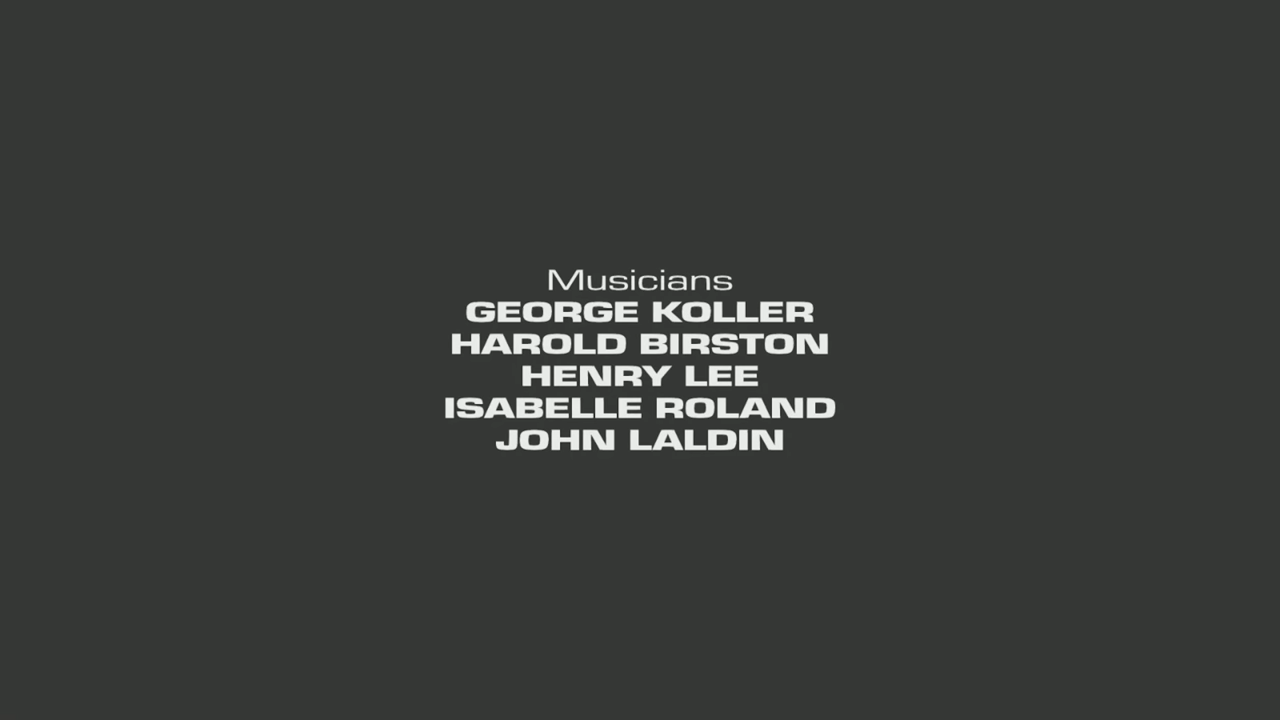 Musicians
GEORGE KOLLER
HAROLD BIRSTON
HENRY LEE
ISABELLE ROLAND
JOHN LALDIN